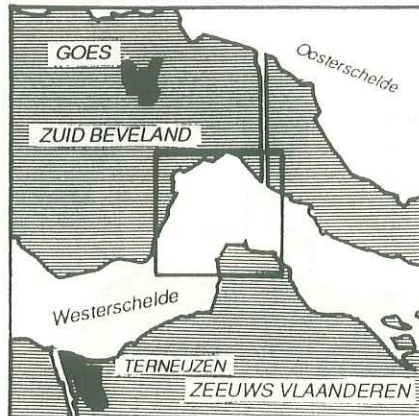 GOES
Oosterschelde
ZUID BEVELAND
Westerschelde
TERNEUZEN
ZEEUWS VLAANDEREN